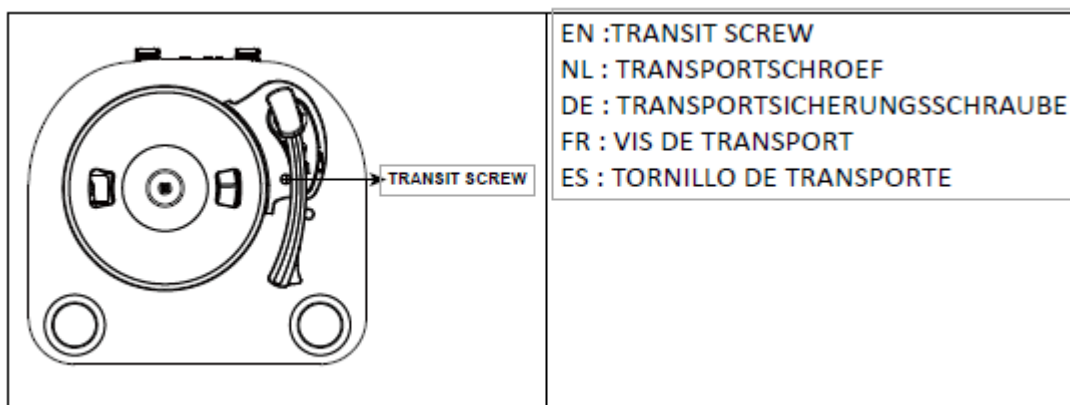 TRANSIT SCREW
EN :TRANSIT SCREW
NL : TRANSPORTSCHROEF
DE : TRANSPORTSICHERUNGSSCHRAUBE
FR : VIS DE TRANSPORT
ES : TORNILLO DE TRANSPORTE